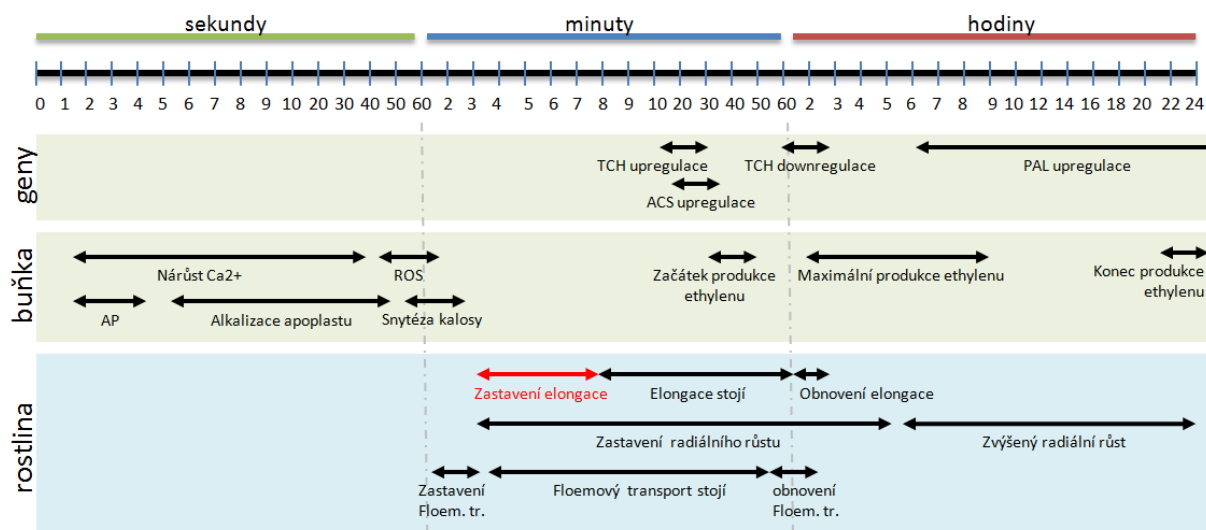 sekundy minuty hodiny
0 1 2 3 4 5 6 7 8 9 10 20 30 40 50 60 2 3 4 5 6 7 8 9 10 20 30 40 50 60 2 3 4 5 6 7 8 9 10 12 14 16 18 20 22 24
geny
TCH upregulace TCH downregulace PAL upregulace
ACS upregulace
buňka
Nárůst Ca2+ ROS Začátek produkce ethylenu Maximální produkce ethylenu Konec produkce ethylenu
AP Alkalizace apoplastu Snytéza kalosy
rostlina
Zastavení elongace Elongace stojí Obnovení elongace
Zastavení radiálního růstu Zvýšený radiální růst
Zastavení Floem. tr. Floemový transport stojí obnovení Floem. tr.